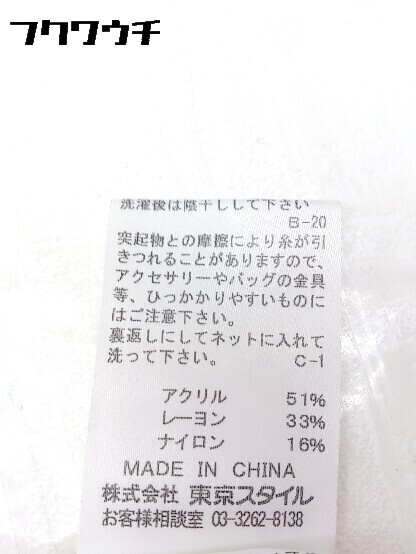 フクワウチ
洗濯後は陰干しして下さい
B-20
突起物との摩擦により糸が引
きつれることがありますので、
アクセサリーやバッグの金具
等、ひっかかりやすいものに
はご注意下さい。
裏返しにしてネットに入れて
洗って下さい。 C-1
アクリル 51%
レーヨン 33%
ナイロン 16%
MADE IN CHINA
株式会社 東京スタイル
お客様相談室 03-3262-8138